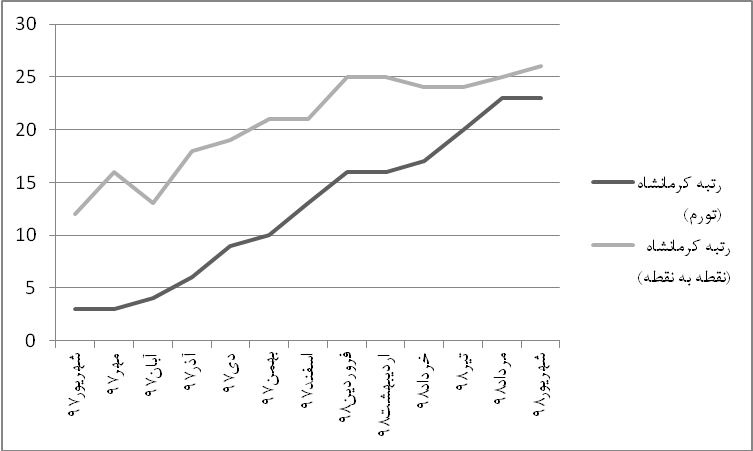 30
25
20
15
10
5
0
شهریور۹۷
مهر۹۷
آبان۹۷
آذر۹۷
دی۹۷
بهمن۹۷
اسفند۹۷
فروردین۹۸
اردیبهشت۹۸
خرداد۹۸
تیر۹۸
مرداد۹۸
شهریور۹۸
رتبه کرمانشاه
(تورم)
رتبه کرمانشاه
(نقطه به نقطه)